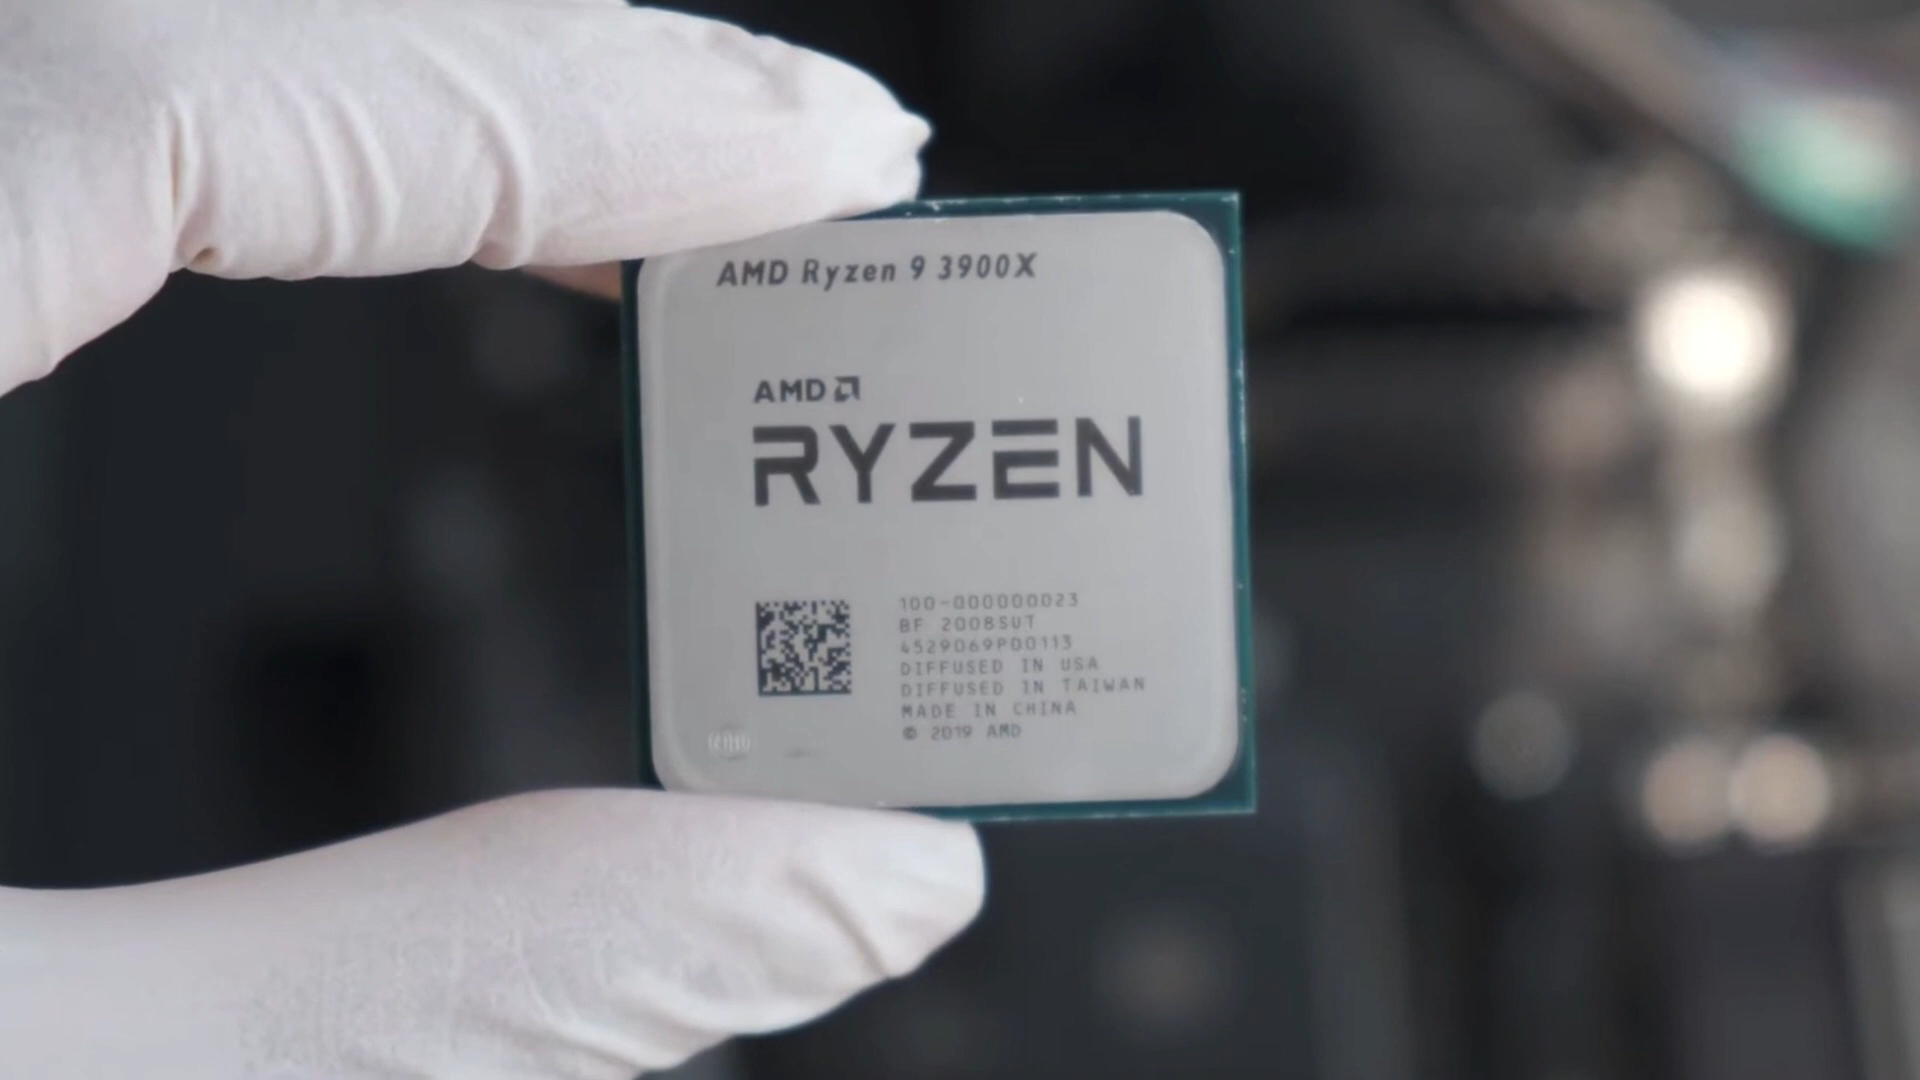 AMD Ryzen 9 3900X
AMD
RYZEN
100-000000023
BF 2008SUT
4529069P00113
DIFFUSED IN USA
DIFFUSED IN TAIWAN
MADE IN CHINA
© 2019 AMD